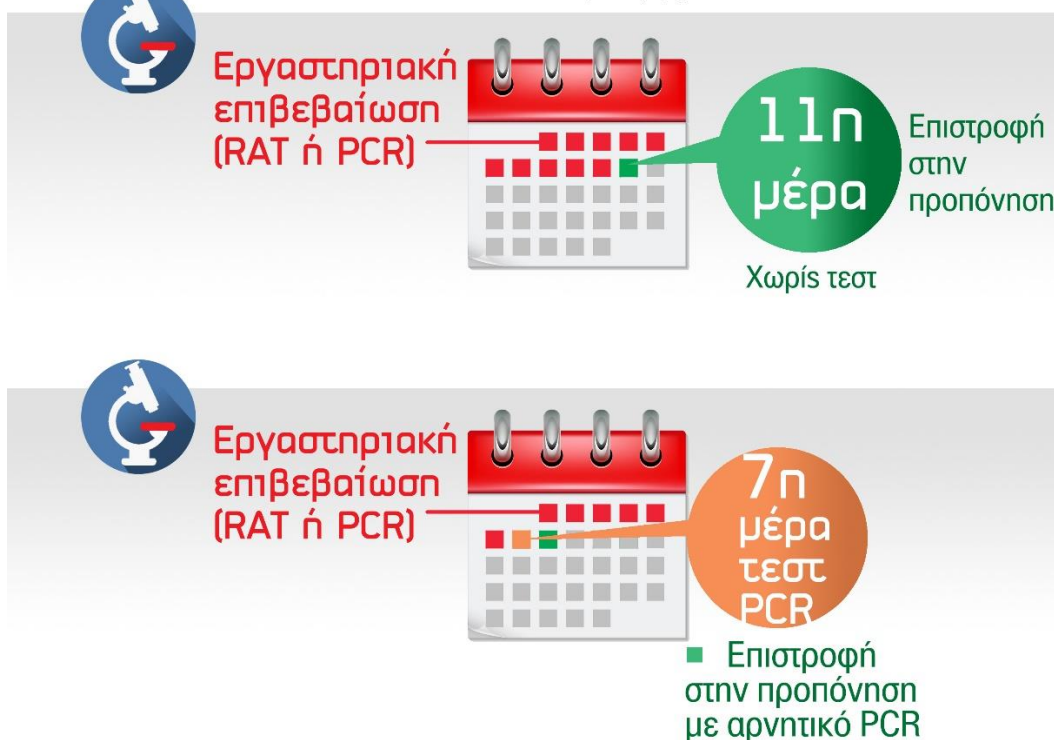 Εργαστηριακή
επιβεβαίωση
(RAT ή PCR)
11η
μέρα
Επιστροφή
στην
προπόνηση
Χωρίς τεστ
Εργαστηριακή
επιβεβαίωση
(RAT ή PCR)
7η
μέρα
τεστ
PCR
Επιστροφή
στην προπόνηση
με αρνητικό PCR